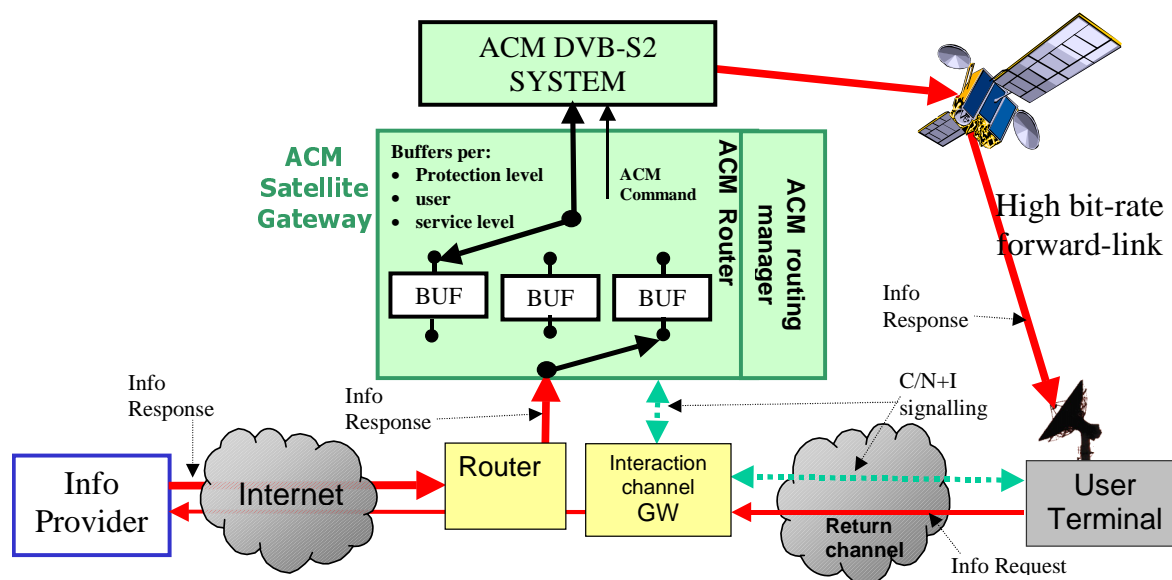 ACM DVB-S2
SYSTEM
ACM
Satellite
Gateway
Buffers per:
• Protection level
• user
• service level
ACM
Command
ACM Router
ACM routing
manager
High bit-rate
forward-link
BUF
BUF
BUF
Info
Response
Info
Response
Info
Response
C/N+I
signalling
Info
Provider
Internet
Router
Interaction
channel
GW
Return
channel
User
Terminal
Info Request